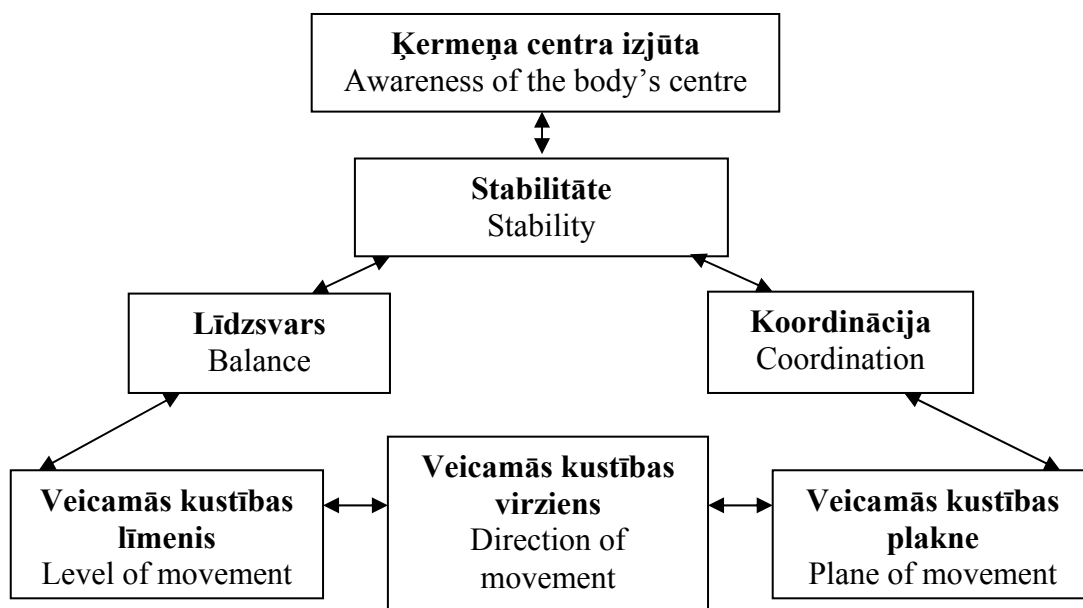 Ķermeņa centra izjūta
Awareness of the body’s centre
Stabilitāte
Stability
Līdzsvars
Balance
Koordinācija
Coordination
Veicamās kustības
līmenis
Level of movement
Veicamās kustības
virziens
Direction of
movement
Veicamās kustības
plakne
Plane of movement